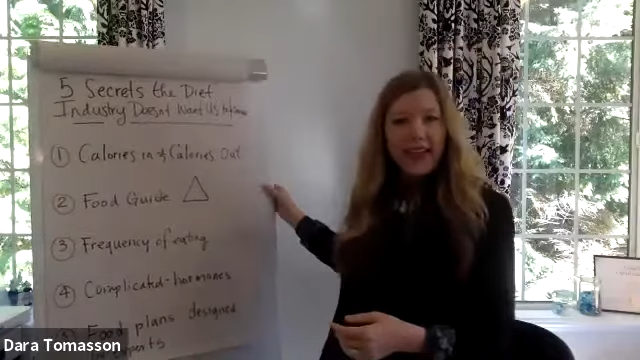 5 Secrets the Diet
Industry Doesn't Want Us to Know
① Calories in & Calories Out
② Food Guide
③ Frequency of eating
④ Complicated - hormones
Food plans designed
Dara Tomasson